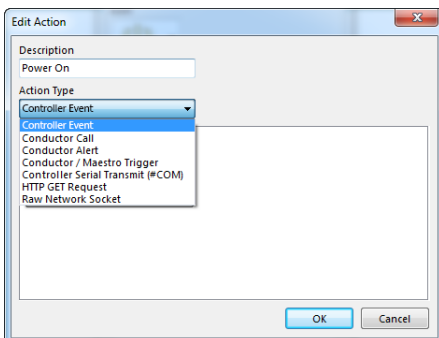 Edit Action
Description
Power On
Action Type
Controller Event
Controller Event
Conductor Call
Conductor Alert
Conductor / Maestro Trigger
Controller Serial Transmit (#COM)
HTTP GET Request
Raw Network Socket
OK Cancel